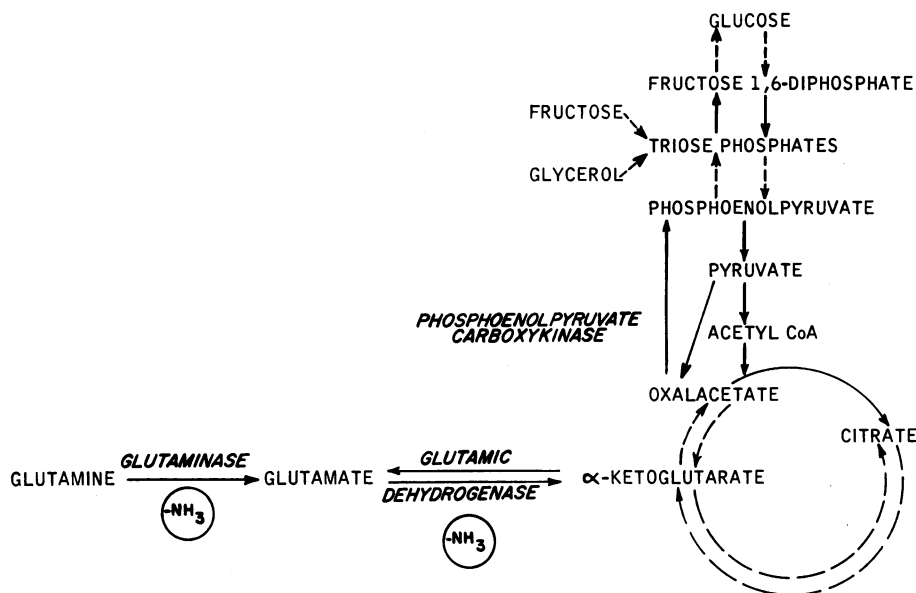 GLUCOSE
FRUCTOSE 1,6-DIPHOSPHATE
FRUCTOSE
TRIOSE PHOSPHATES
GLYCEROL
PHOSPHOENOLPYRUVATE
PYRUVATE
PHOSPHOENOLPYRUVATE
CARBOXYKINASE
ACETYL CoA
OXALACETATE
CITRATE
GLUTAMINE
GLUTAMINASE
-NH3
GLUTAMATE
GLUTAMIC
DEHYDROGENASE
-NH3
α-KETOGLUTARATE